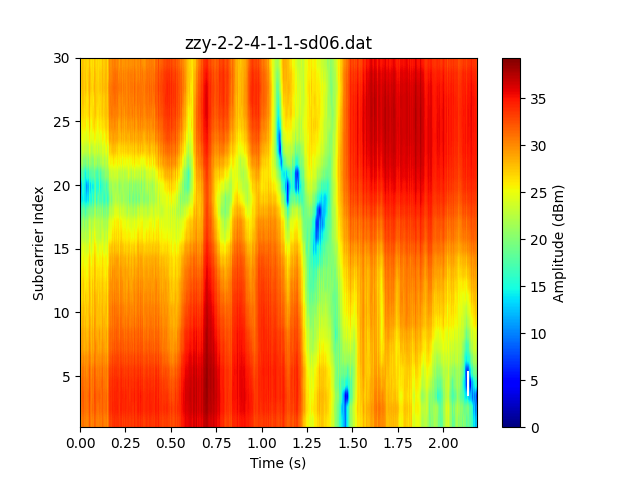 zzy-2-2-4-1-1-sd06.dat
30
25
20
15
10
5
Subcarrier Index
0.00 0.25 0.50 0.75 1.00 1.25 1.50 1.75 2.00
Time (s)
35
30
25
20
15
10
5
0
Amplitude (dBm)